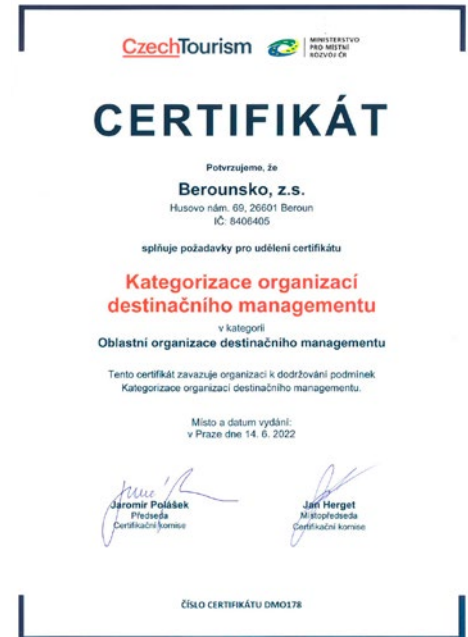 CzechTourism
MINISTERSTVO
PRO MÍSTNÍ
ROZVOJ ČR
CERTIFIKÁT
Potvrzujeme, že
Berounsko, z.s.
Husovo nám. 69, 26601 Beroun
IČ: 8406405
splňuje požadavky pro udělení certifikátu
Kategorizace organizací
destinačního managementu
v kategorii
Oblastní organizace destinačního managementu
Tento certifikát zavazuje organizaci k dodržování podmínek
Kategorizace organizací destinačního managementu.
Místo a datum vydání:
v Praze dne 14. 6. 2022
Jaromír Polášek
Předseda
Certifikační komise
Jan Herget
Místopředseda
Certifikační komise
ČÍSLO CERTIFIKÁTU DMO178